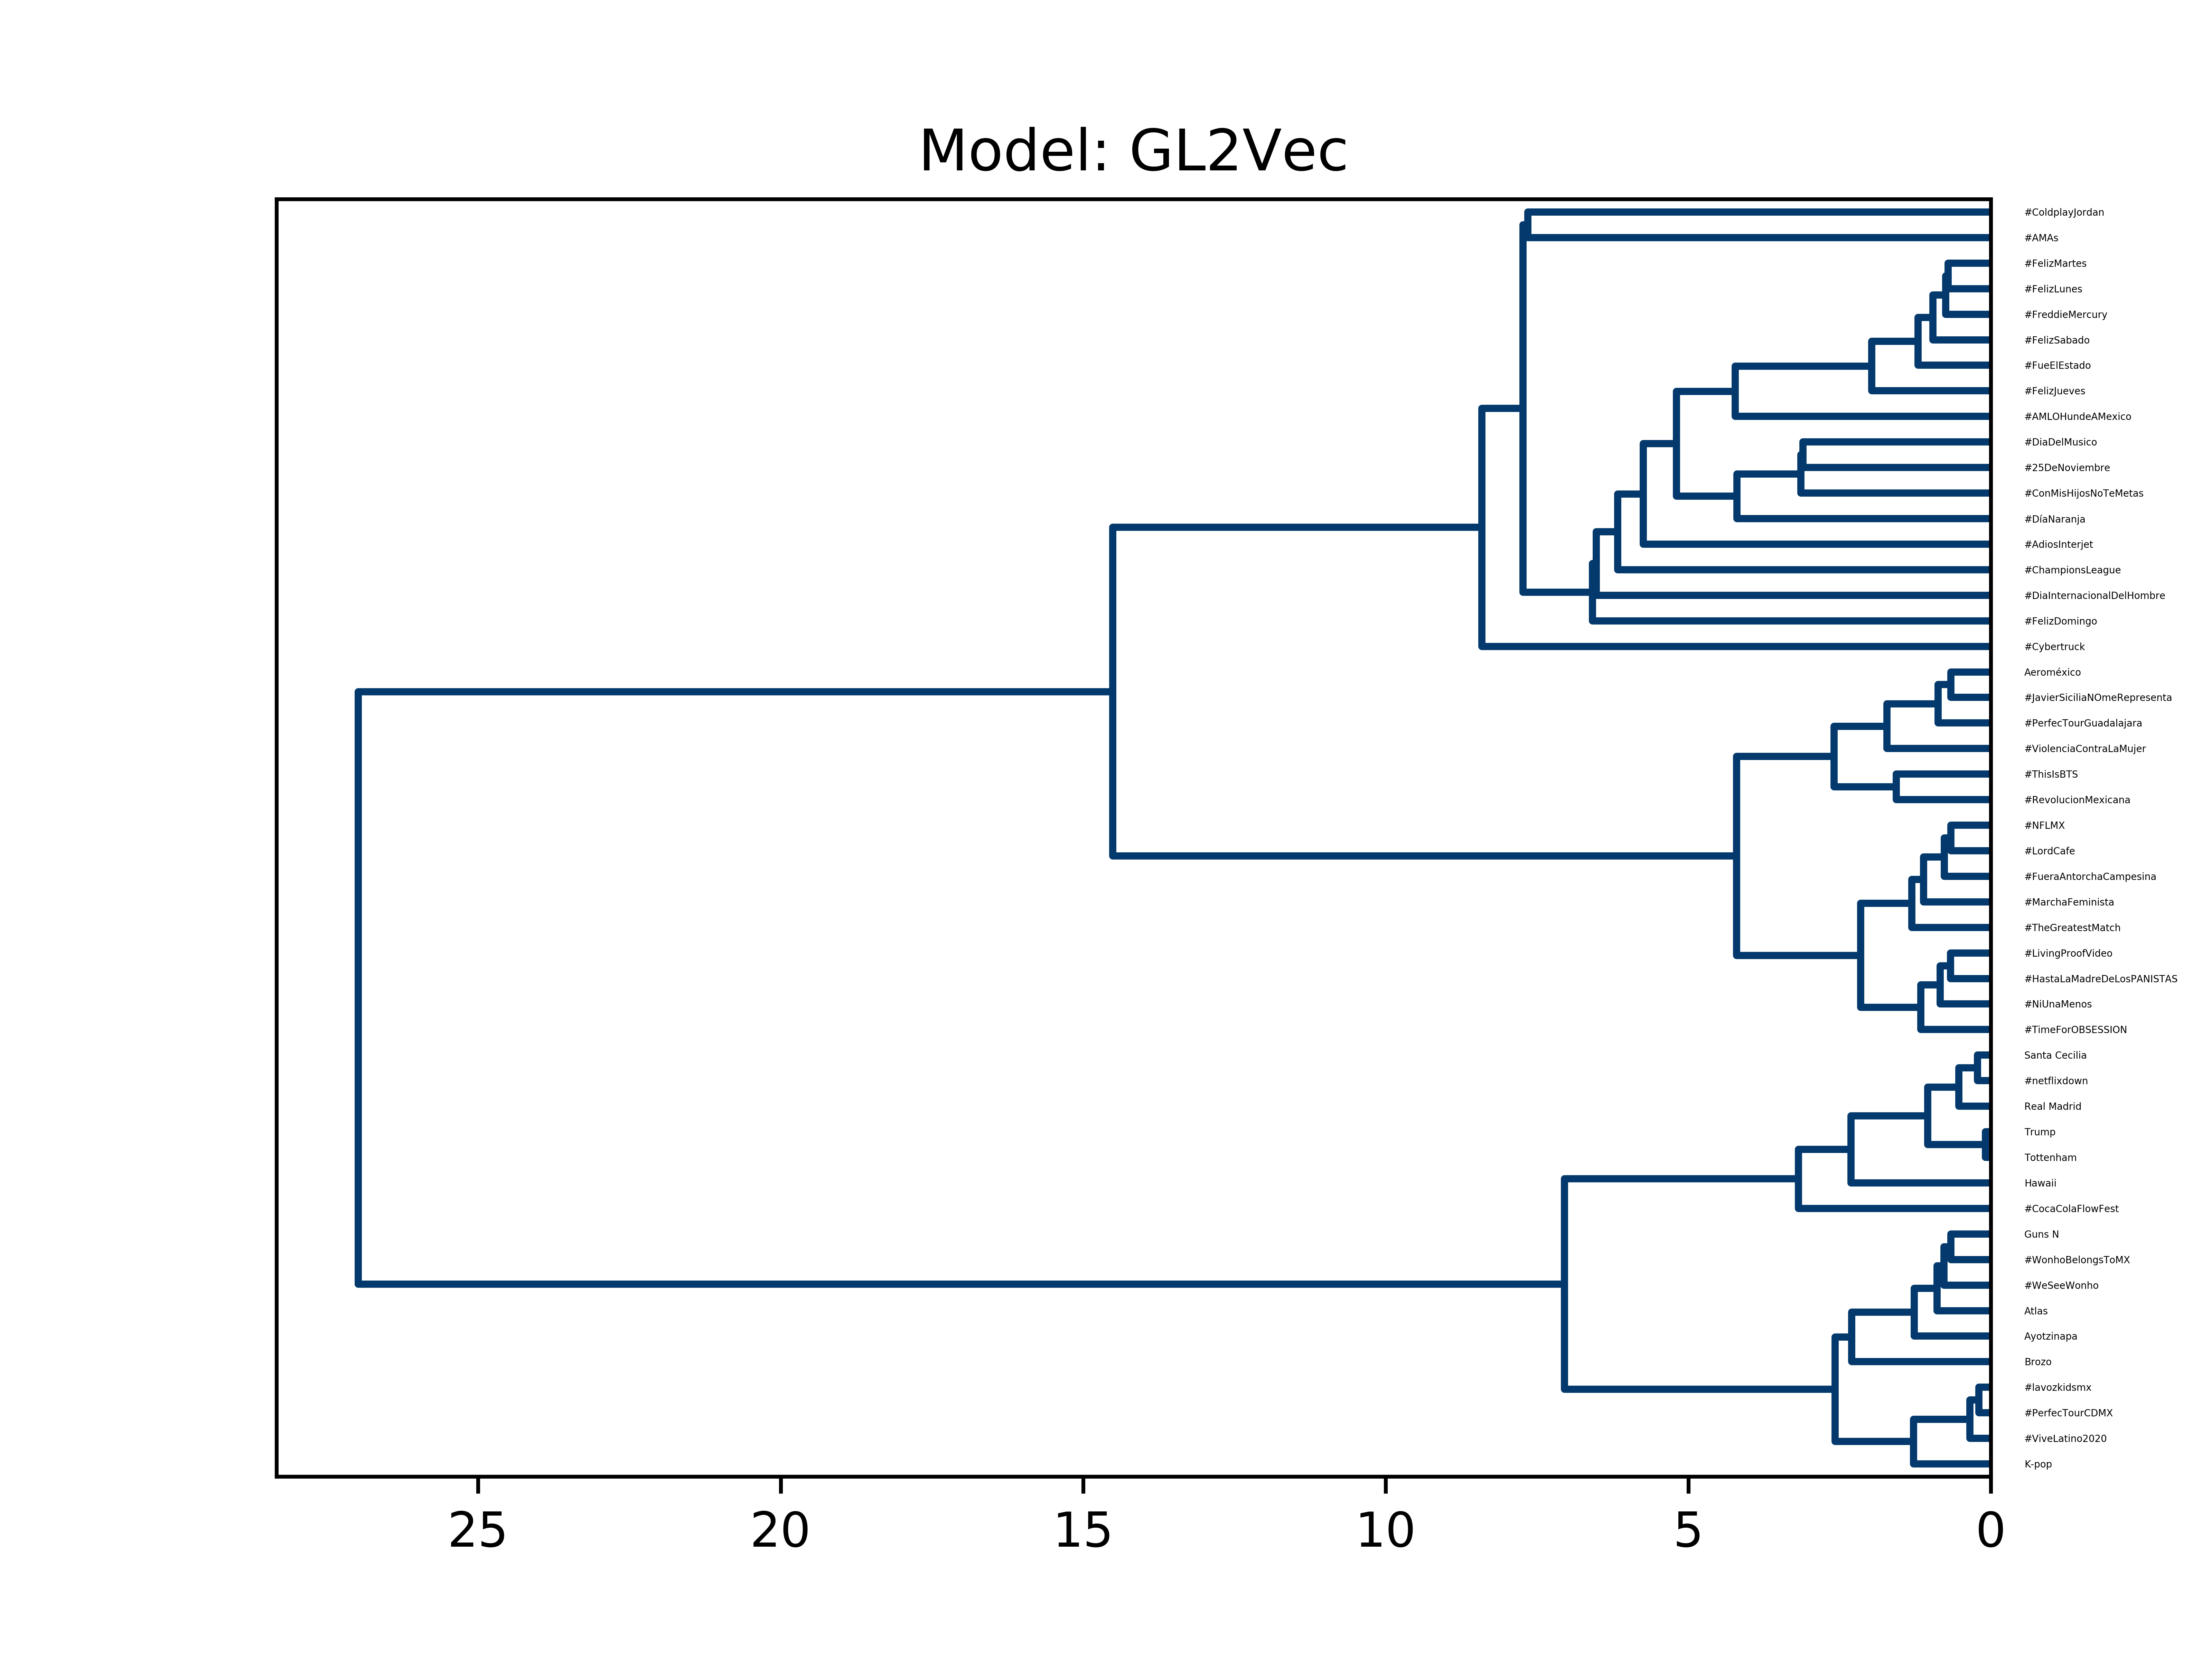 Model: GL2Vec
#ColdplayJordan
#AMAs
#FelizMartes
#FelizLunes
#FreddieMercury
#FelizSabado
#FueElEstado
#FelizJueves
#AMLOHundeAMexico
#DiaDelMusico
#25DeNoviembre
#ConMisHijosNoTeMetas
#DíaNaranja
#AdiosInterjet
#ChampionsLeague
#DiaInternacionalDelHombre
#FelizDomingo
#Cybertruck
Aeroméxico
#JavierSiciliaNOmeRepresenta
#PerfecTourGuadalajara
#ViolenciaContraLaMujer
#ThisIsBTS
#RevolucionMexicana
#NFLMX
#LordCafe
#FueraAntorchaCampesina
#MarchaFeminista
#TheGreatestMatch
#LivingProofVideo
#HastaLaMadreDeLosPANISTAS
#NiUnaMenos
#TimeForOBSESSION
Santa Cecilia
#netflixdown
Real Madrid
Trump
Tottenham
Hawaii
#CocaColaFlowFest
Guns N
#WonhoBelongsToMX
#WeSeeWonho
Atlas
Ayotzinapa
Brozo
#lavozkidsmx
#PerfecTourCDMX
#ViveLatino2020
K-pop
25 20 15 10 5 0